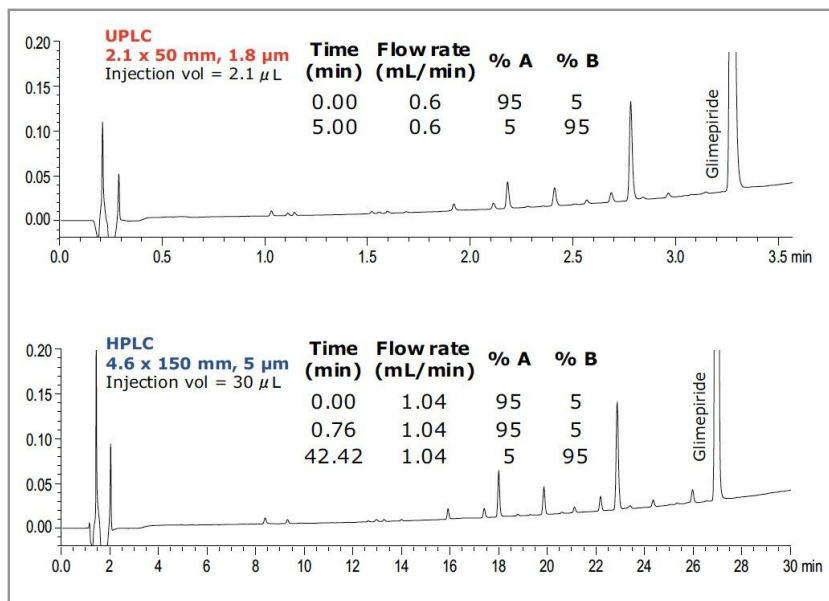 UPLC
2.1 x 50 mm, 1.8 µm
Injection vol = 2.1 µL
Time (min) Flow rate (mL/min) % A % B
0.00 0.6 95 5
5.00 0.6 5 95
Glimepiride
0.20
0.15
0.10
0.05
0.00
0.0 0.5 1.0 1.5 2.0 2.5 3.0 3.5 min
HPLC
4.6 x 150 mm, 5 µm
Injection vol = 30 µL
Time (min) Flow rate (mL/min) % A % B
0.00 1.04 95 5
0.76 1.04 95 5
42.42 1.04 5 95
Glimepiride
0.20
0.15
0.10
0.05
0.00
0.0 2 4 6 8 10 12 14 16 18 20 22 24 26 28 30 min